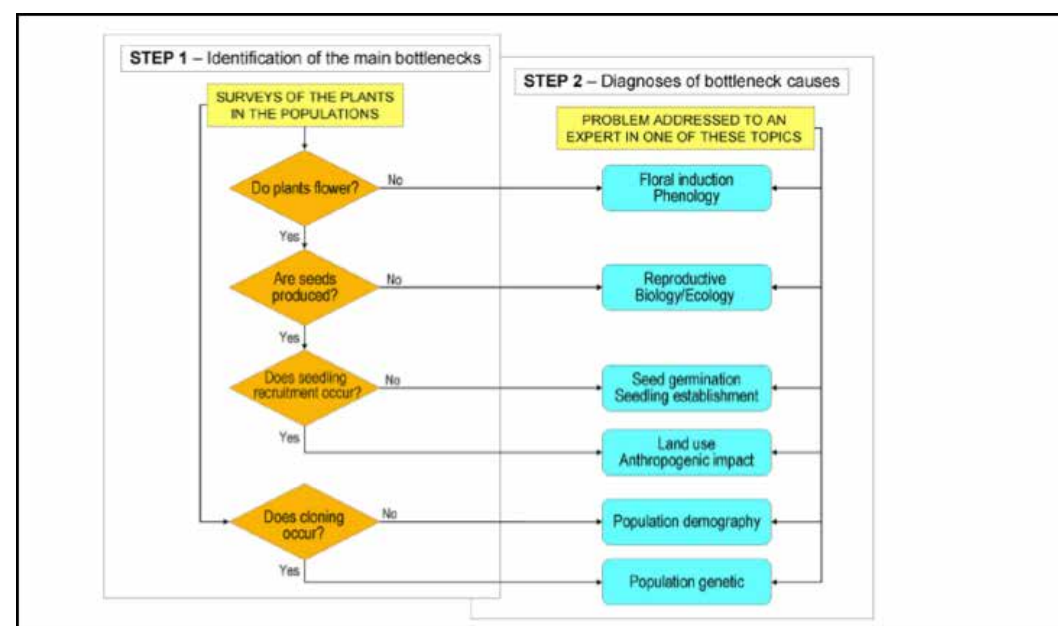 STEP 1 – Identification of the main bottlenecks
SURVEYS OF THE PLANTS
IN THE POPULATIONS
Do plants flower?
No
Yes
Are seeds
produced?
No
Yes
Does seedling
recruitment occur?
No
Yes
Does cloning
occur?
No
Yes
STEP 2 – Diagnoses of bottleneck causes
PROBLEM ADDRESSED TO AN
EXPERT IN ONE OF THESE TOPICS
Floral induction
Phenology
Reproductive
Biology/Ecology
Seed germination
Seedling establishment
Land use
Anthropogenic impact
Population demography
Population genetic